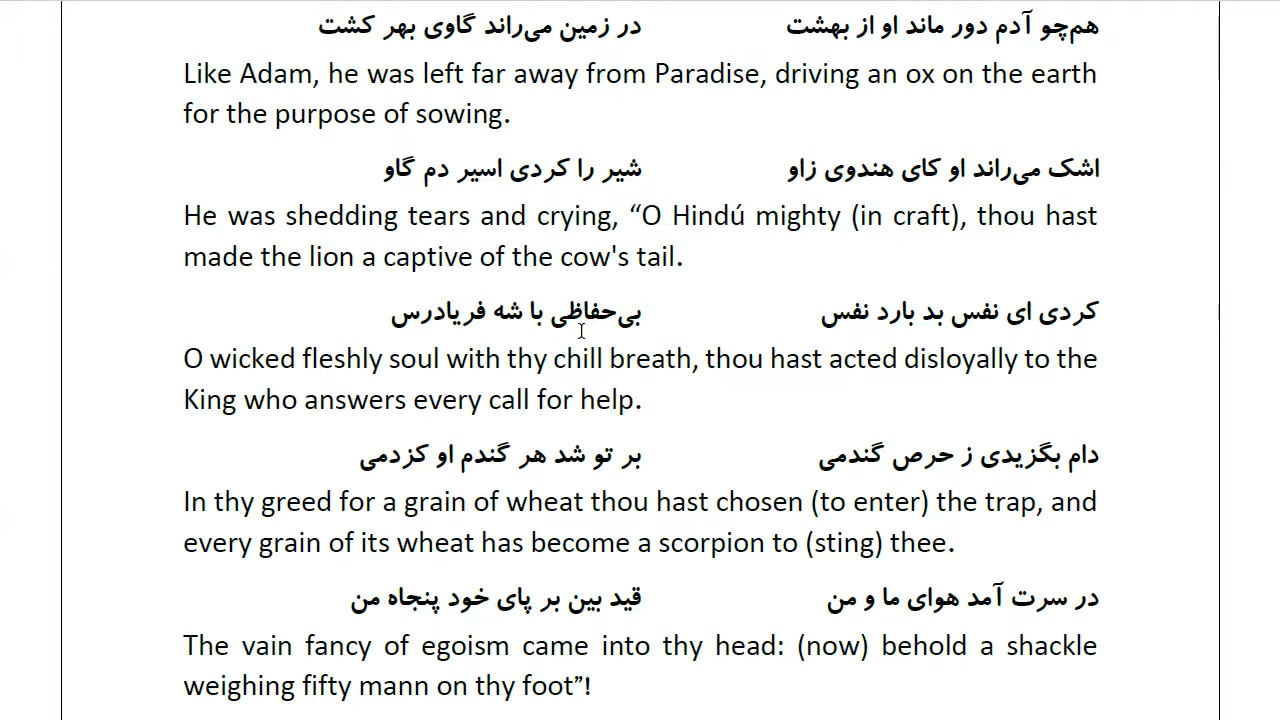 هم‌چو آدم دور ماند او از بهشت در زمین می‌راند گاوی بهر کشت
Like Adam, he was left far away from Paradise, driving an ox on the earth
for the purpose of sowing.
اشک می‌راند او کای هندوی زاو شیر را کردی اسیر دم گاو
He was shedding tears and crying, “O Hindú mighty (in craft), thou hast
made the lion a captive of the cow's tail.
کردی ای نفس بد بارد نفس بی‌حفاظی با شه فریادرس
O wicked fleshly soul with thy chill breath, thou hast acted disloyally to the
King who answers every call for help.
دام بگزیدی ز حرص گندمی بر تو شد هر گندم او کزدمی
In thy greed for a grain of wheat thou hast chosen (to enter) the trap, and
every grain of its wheat has become a scorpion to (sting) thee.
در سرت آمد هوای ما و من قید بین بر پای خود پنجاه من
The vain fancy of egoism came into thy head: (now) behold a shackle
weighing fifty mann on thy foot”!